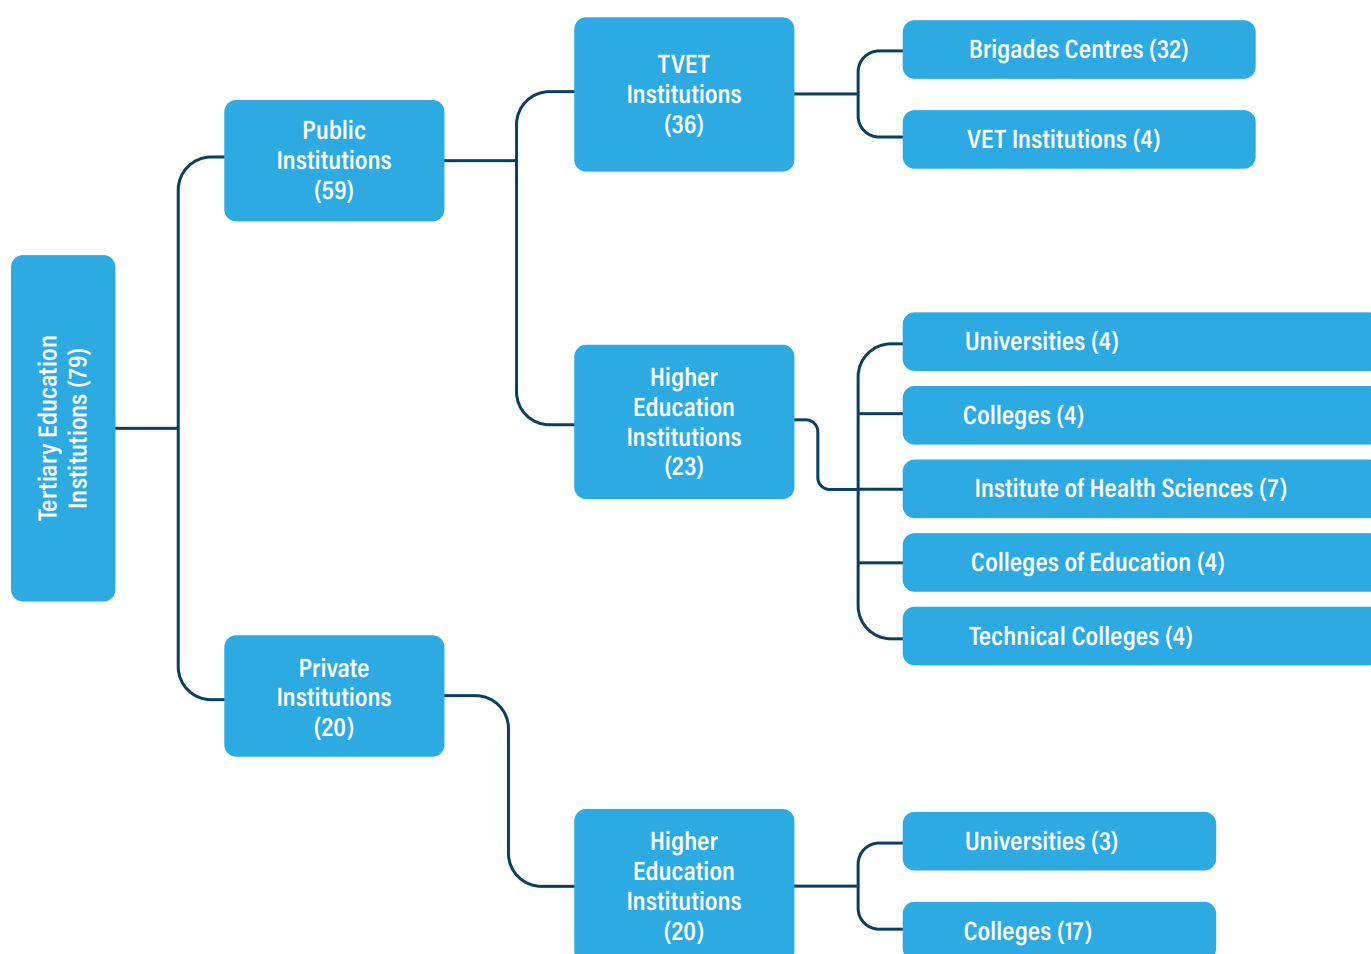 Tertiary Education
Institutions (79)
Public
Institutions
(59)
TVET
Institutions
(36)
Brigades Centres (32)
VET Institutions (4)
Higher
Education
Institutions
(23)
Universities (4)
Colleges (4)
Institute of Health Sciences (7)
Colleges of Education (4)
Technical Colleges (4)
Private
Institutions
(20)
Higher
Education
Institutions
(20)
Universities (3)
Colleges (17)